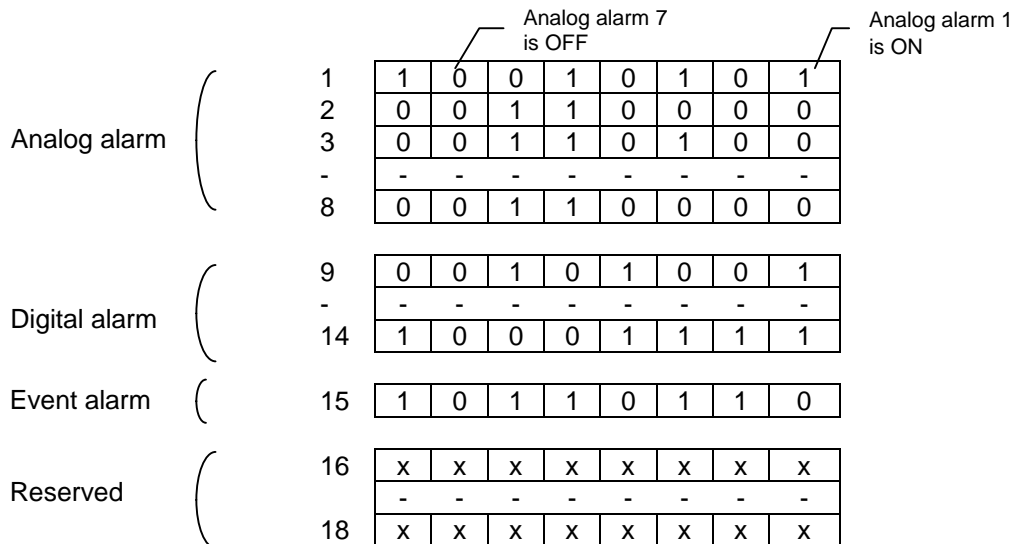 Analog alarm 7
is OFF
Analog alarm 1
is ON
Analog alarm
1 1 0 0 1 0 1 0 1
2 0 0 1 1 0 0 0 0
3 0 0 1 1 0 1 0 0
- - - - - - - - -
8 0 0 1 1 0 0 0 0
Digital alarm
9 0 0 1 0 1 0 0 1
- - - - - - - - -
14 1 0 0 0 1 1 1 1
Event alarm
15 1 0 1 1 0 1 1 0
Reserved
16 x x x x x x x x
- - - - - - - -
18 x x x x x x x x